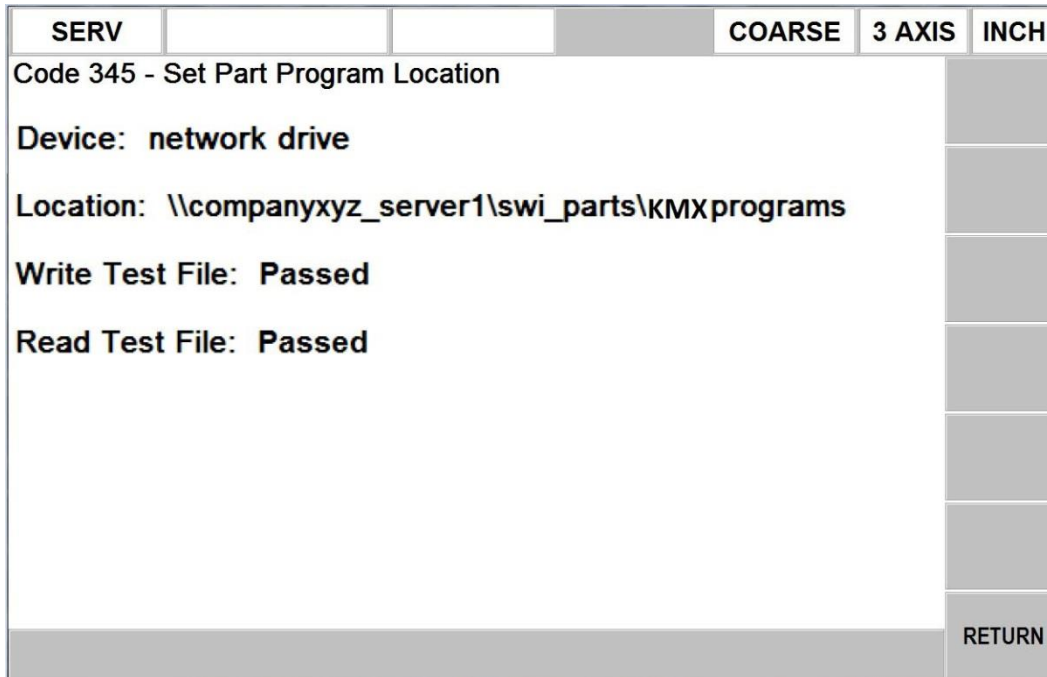 SERV COARSE 3 AXIS INCH
Code 345 - Set Part Program Location
Device: network drive
Location: \\companyxyz_server1\swi_parts\KMXprograms
Write Test File: Passed
Read Test File: Passed
RETURN